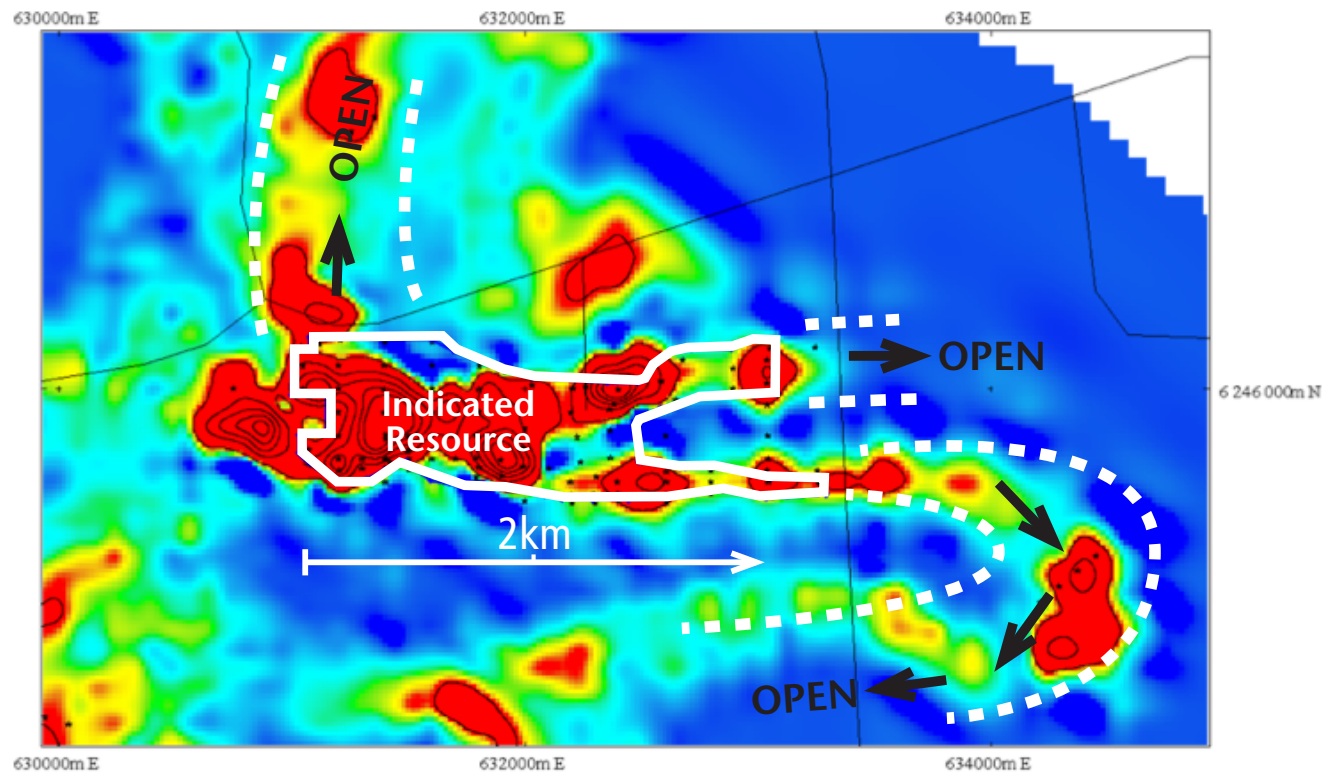 630000m E
632000m E
634000m E
OPEN
OPEN
6 246 000m N
Indicated
Resource
2km
OPEN
630000m E
632000m E
634000m E